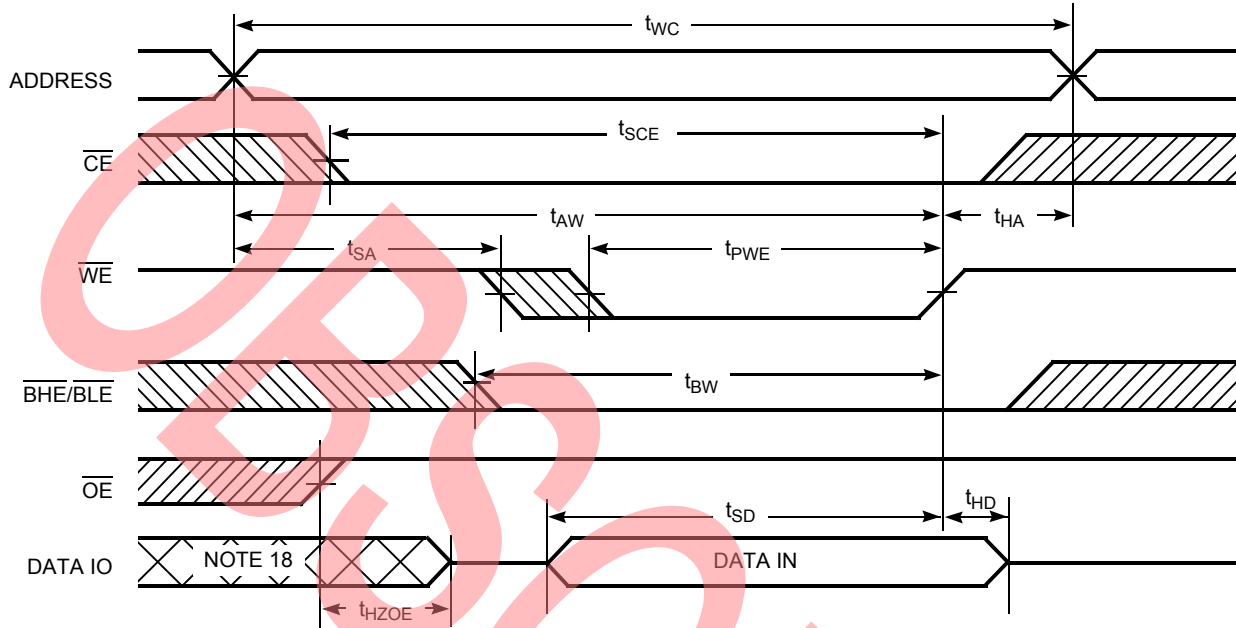 tWC
ADDRESS
tSCE
CE
tAW
tHA
tSA
tPWE
WE
tBW
BHE/BLE
OE
tSD
tHD
DATA IO
NOTE 18
DATA IN
tHZOE